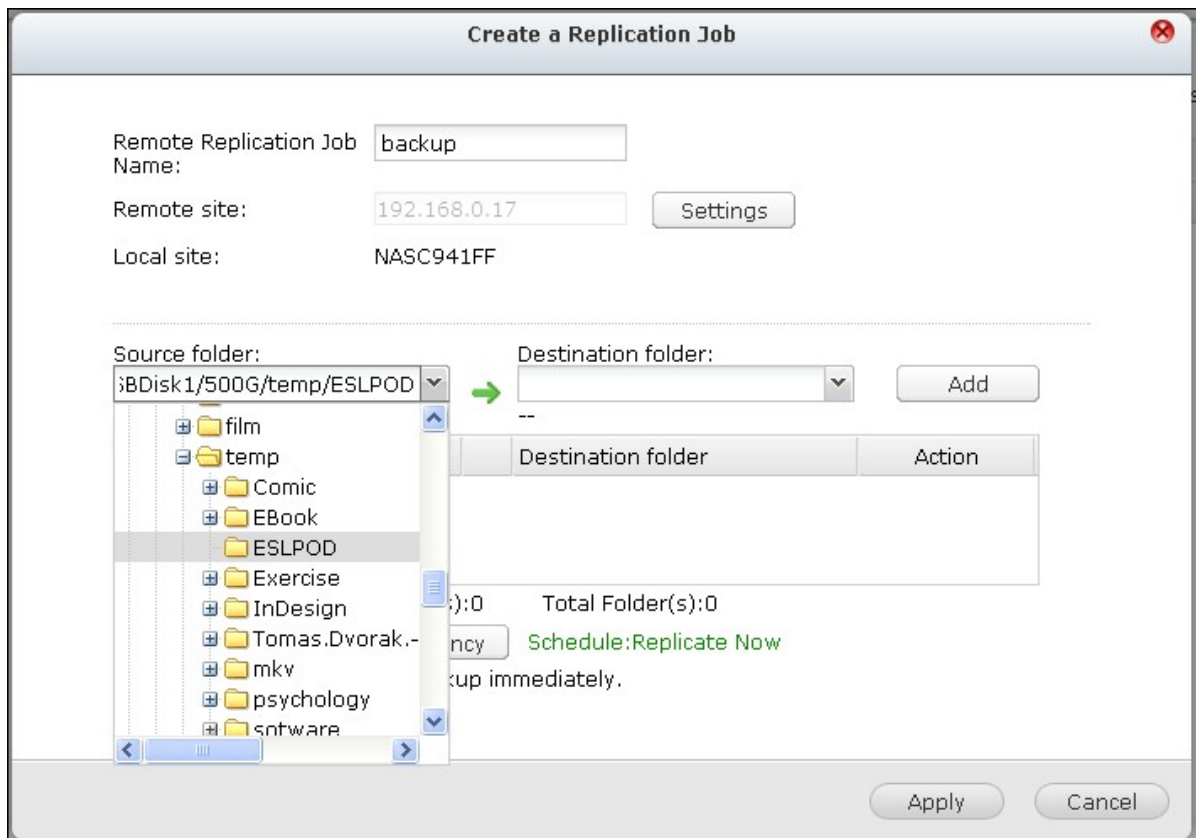 Create a Replication Job
Remote Replication Job Name:
backup
Remote site:
192.168.0.17
Settings
Local site:
NASC941FF
Source folder:
Destination folder:
BDisk1/500G/temp/ESLPOD
Add
--
film
temp
Comic
EBook
ESLPOD
Exercise
InDesign
Tomas.Dvorak.-
mkv
psychology
sotware
Destination folder
Action
):0
Total Folder(s):0
ncy
Schedule:Replicate Now
up immediately.
Apply
Cancel